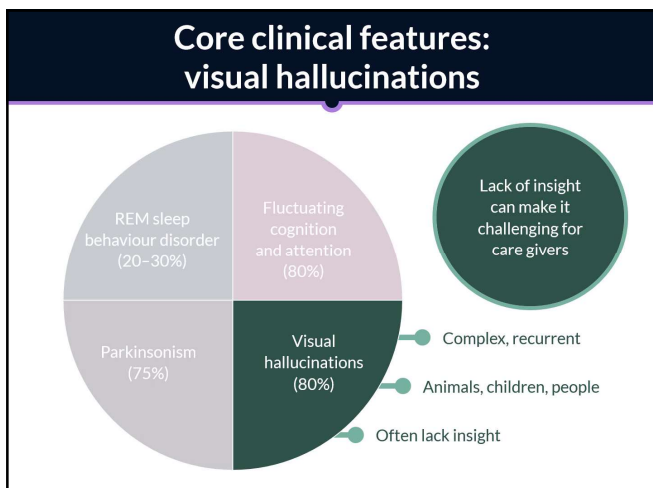 Core clinical features:
visual hallucinations
REM sleep
behaviour disorder
(20–30%)
Fluctuating
cognition
and attention
(80%)
Parkinsonism
(75%)
Visual
hallucinations
(80%)
Lack of insight
can make it
challenging for
care givers
Complex, recurrent
Animals, children, people
Often lack insight